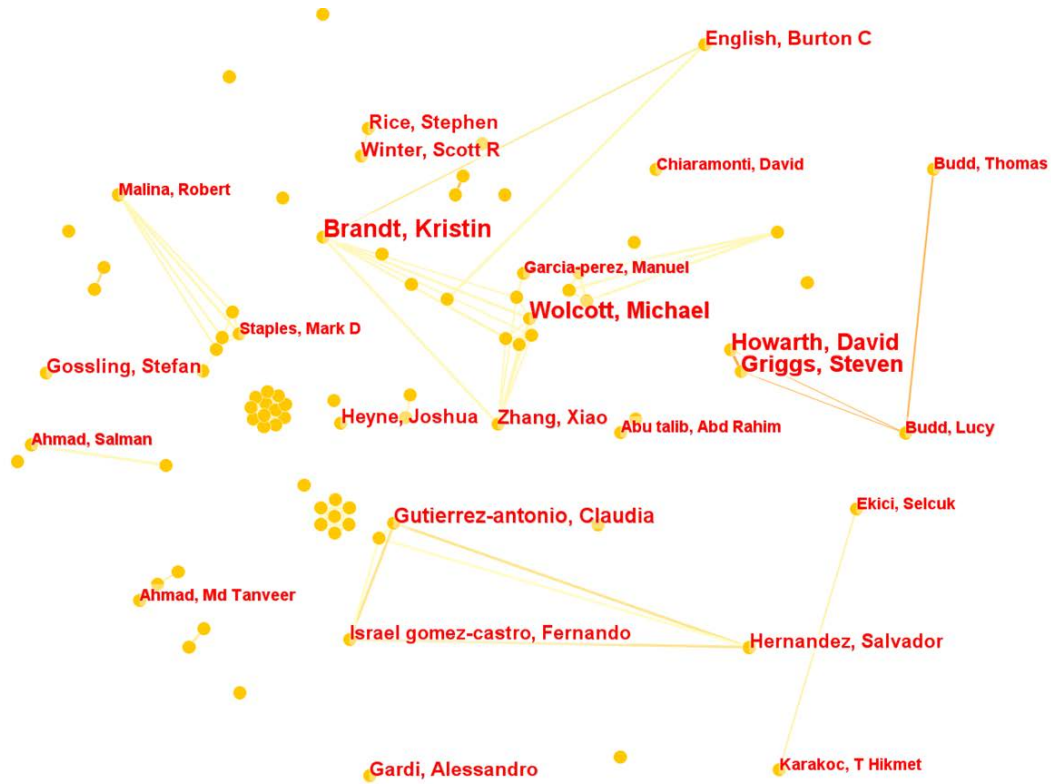 English, Burton C
Rice, Stephen
Winter, Scott R
Chiaramonti, David
Budd, Thomas
Malina, Robert
Brandt, Kristin
Garcia-perez, Manuel
Wolcott, Michael
Staples, Mark D
Howarth, David
Griggs, Steven
Gossling, Stefan
Heyne, Joshua
Zhang, Xiao
Abu talib, Abd Rahim
Budd, Lucy
Ahmad, Salman
Ekici, Selcuk
Gutierrez-antonio, Claudia
Ahmad, Md Tanveer
Israel gomez-castro, Fernando
Hernandez, Salvador
Gardi, Alessandro
Karakoc, T Hikmet